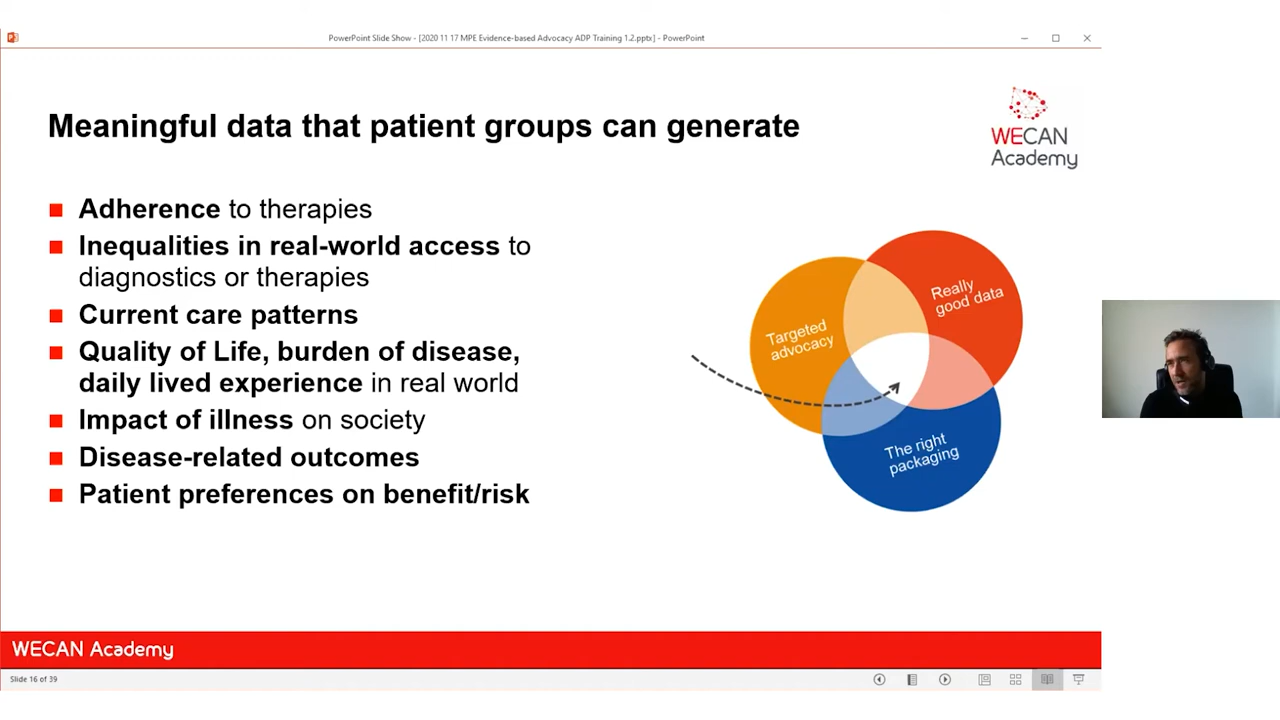 PowerPoint Slide Show - [2020 11 17 MPE Evidence-based Advocacy ADP Training 1.2.pptx] - PowerPoint
Meaningful data that patient groups can generate
WECAN
Academy
Adherence to therapies
Inequalities in real-world access to
diagnostics or therapies
Current care patterns
Quality of Life, burden of disease,
daily lived experience in real world
Impact of illness on society
Disease-related outcomes
Patient preferences on benefit/risk
Targeted
advocacy
Really
good data
The right
packaging
WECAN Academy
Slide 16 of 39